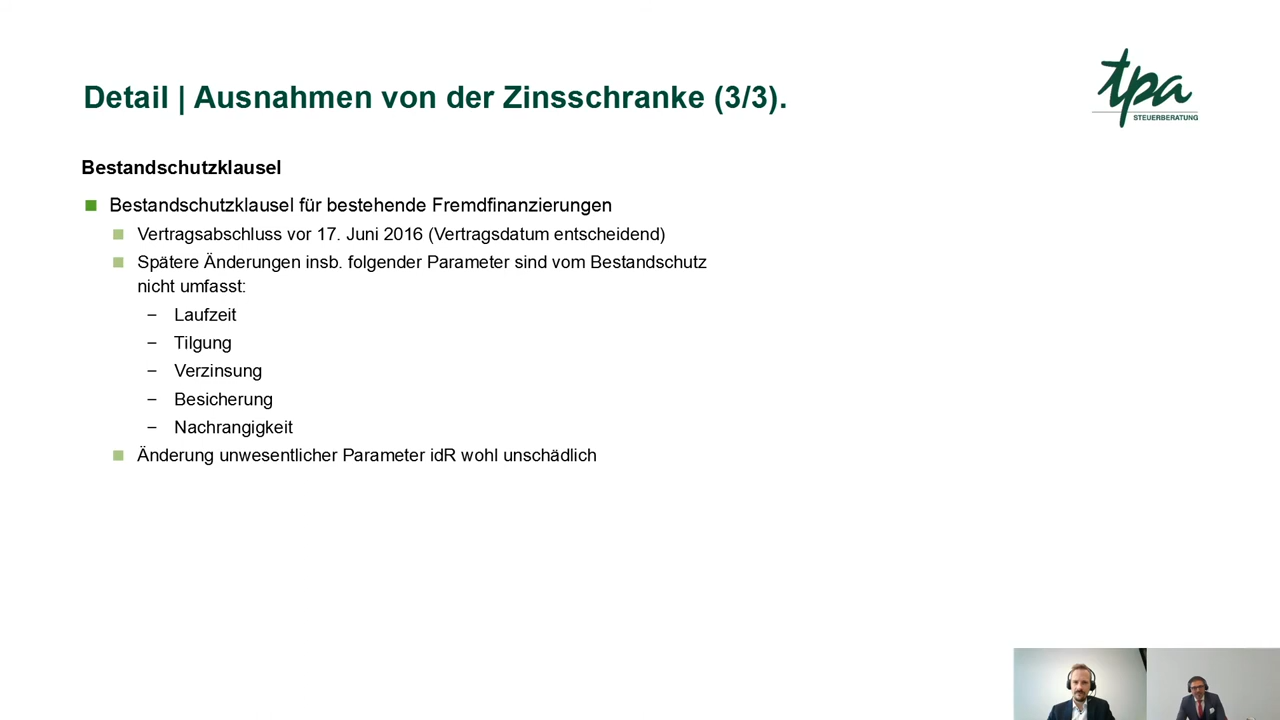 Detail | Ausnahmen von der Zinsschranke (3/3).
tpa
STEUERBERATUNG
Bestandschutzklausel
Bestandschutzklausel für bestehende Fremdfinanzierungen
Vertragsabschluss vor 17. Juni 2016 (Vertragsdatum entscheidend)
Spätere Änderungen insb. folgender Parameter sind vom Bestandschutz
nicht umfasst:
– Laufzeit
– Tilgung
– Verzinsung
– Besicherung
– Nachrangigkeit
Änderung unwesentlicher Parameter idR wohl unschädlich